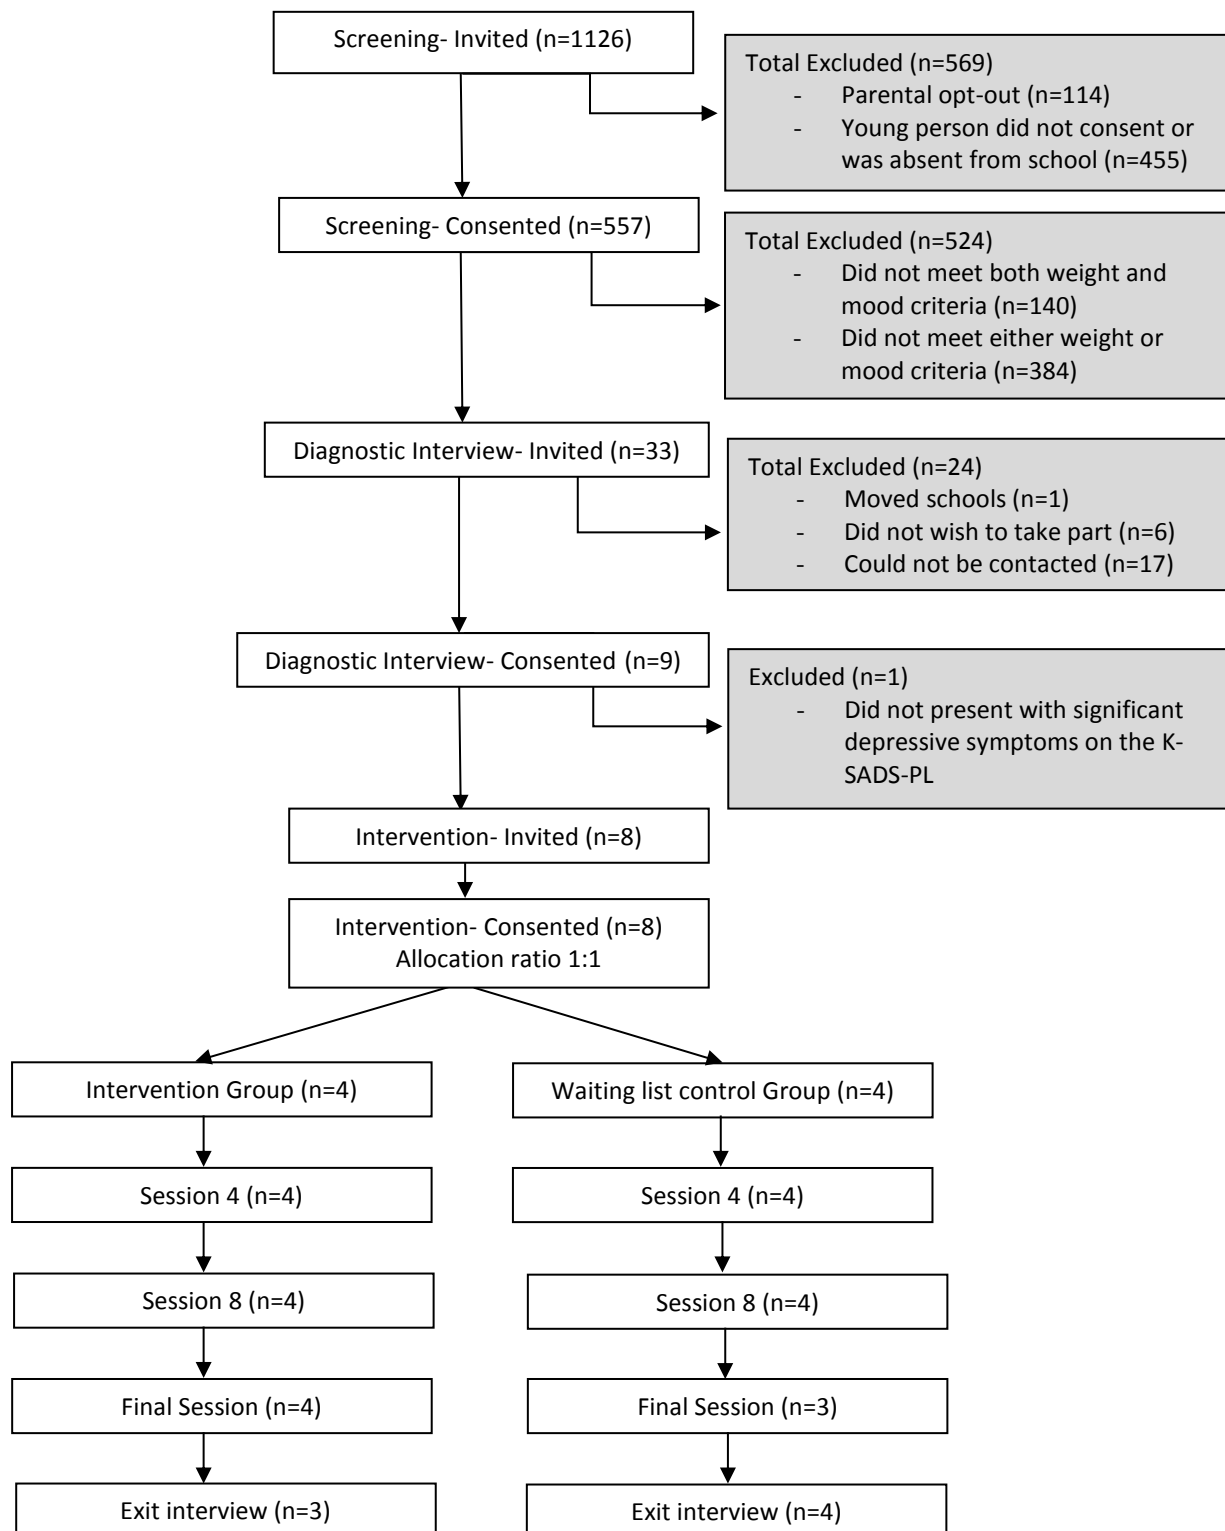 Screening- Invited (n=1126)
Total Excluded (n=569)
- Parental opt-out (n=114)
- Young person did not consent or
was absent from school (n=455)
Screening- Consented (n=557)
Total Excluded (n=524)
- Did not meet both weight and
mood criteria (n=140)
- Did not meet either weight or
mood criteria (n=384)
Diagnostic Interview- Invited (n=33)
Total Excluded (n=24)
- Moved schools (n=1)
- Did not wish to take part (n=6)
- Could not be contacted (n=17)
Diagnostic Interview- Consented (n=9)
Excluded (n=1)
- Did not present with significant
depressive symptoms on the K-
SADS-PL
Intervention- Invited (n=8)
Intervention- Consented (n=8)
Allocation ratio 1:1
Intervention Group (n=4)
Waiting list control Group (n=4)
Session 4 (n=4)
Session 4 (n=4)
Session 8 (n=4)
Session 8 (n=4)
Final Session (n=4)
Final Session (n=3)
Exit interview (n=3)
Exit interview (n=4)